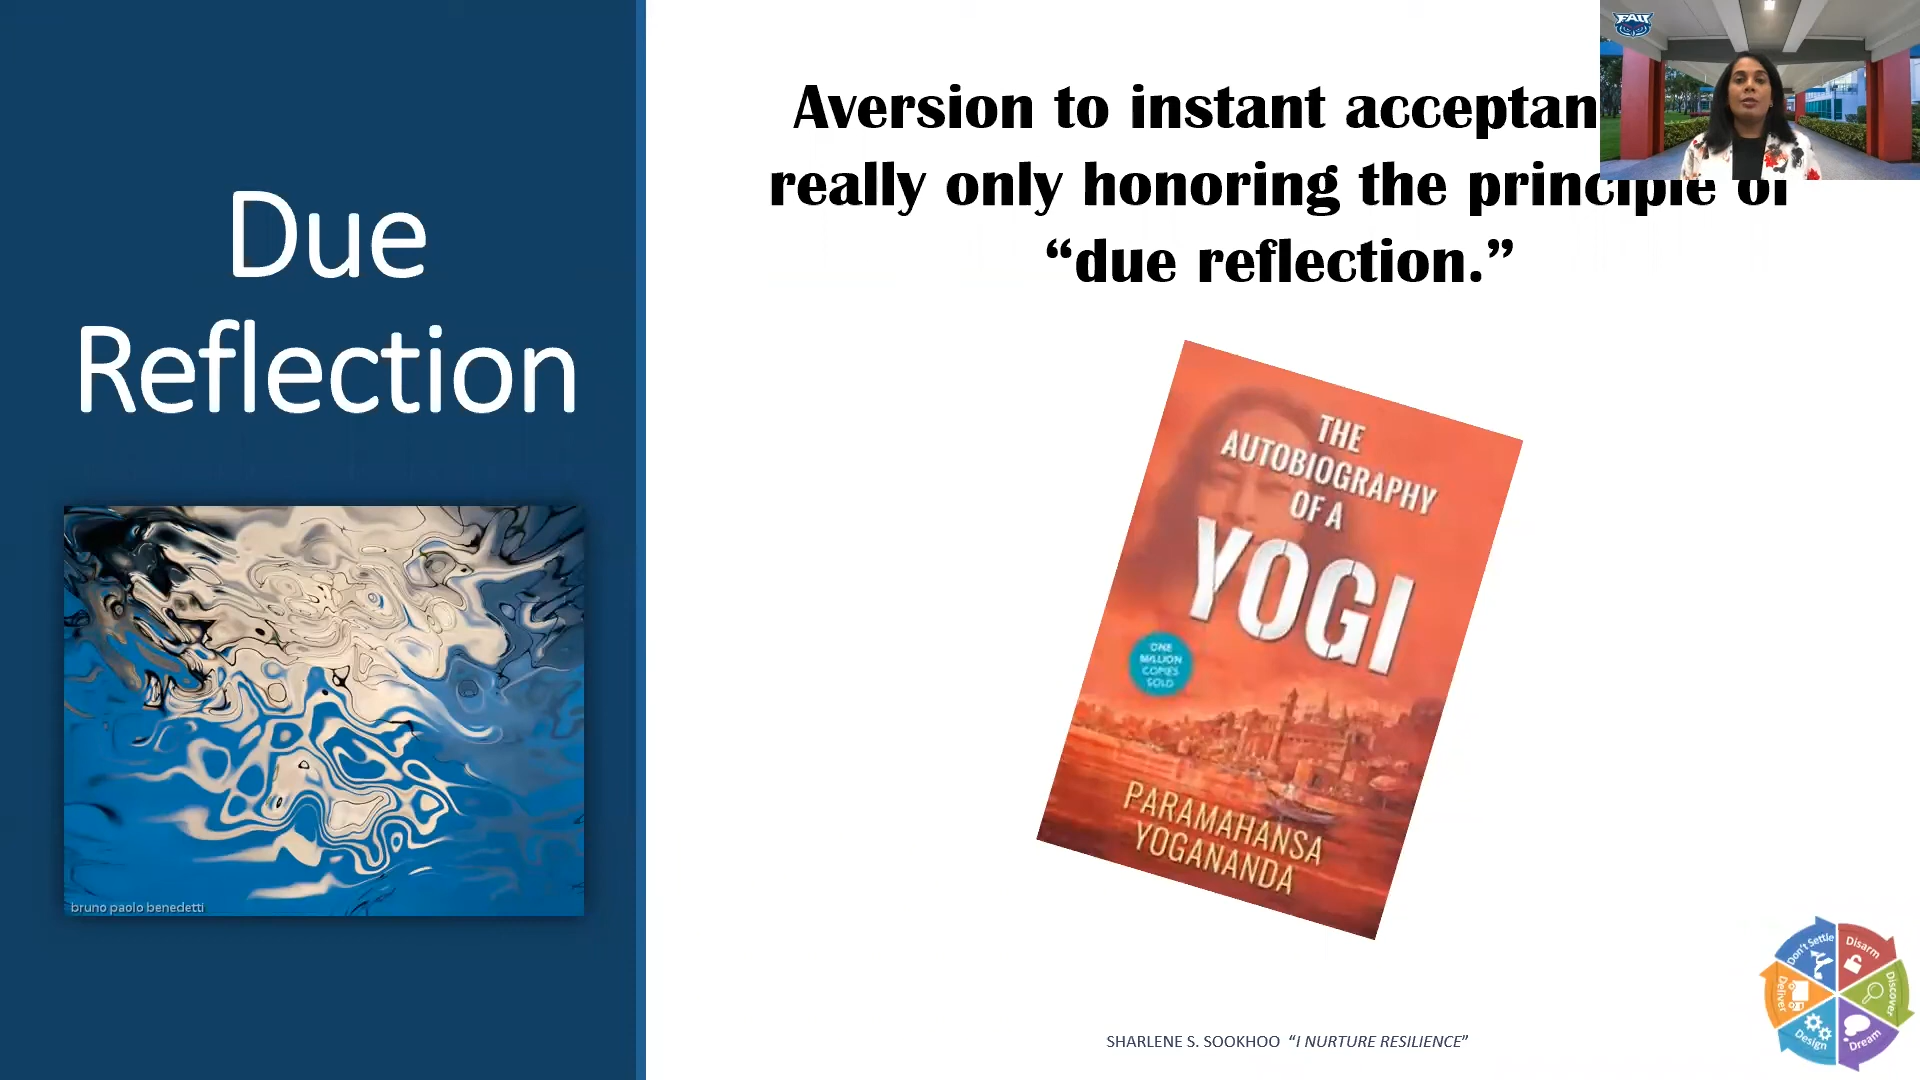 Due
Reflection
bruno paolo benedetti
Aversion to instant acceptan
really only honoring the principle of
“due reflection.”
THE
AUTOBIOGRAPHY
OF A
YOGI
ONE
MILLION
COPIES
SOLD
PARAMAHANSA
YOGANANDA
SHARLENE S. SOOKHOO “I NURTURE RESILIENCE”
FAU
Don't Settle
Disarm
Discover
Dream
Design
Deliver